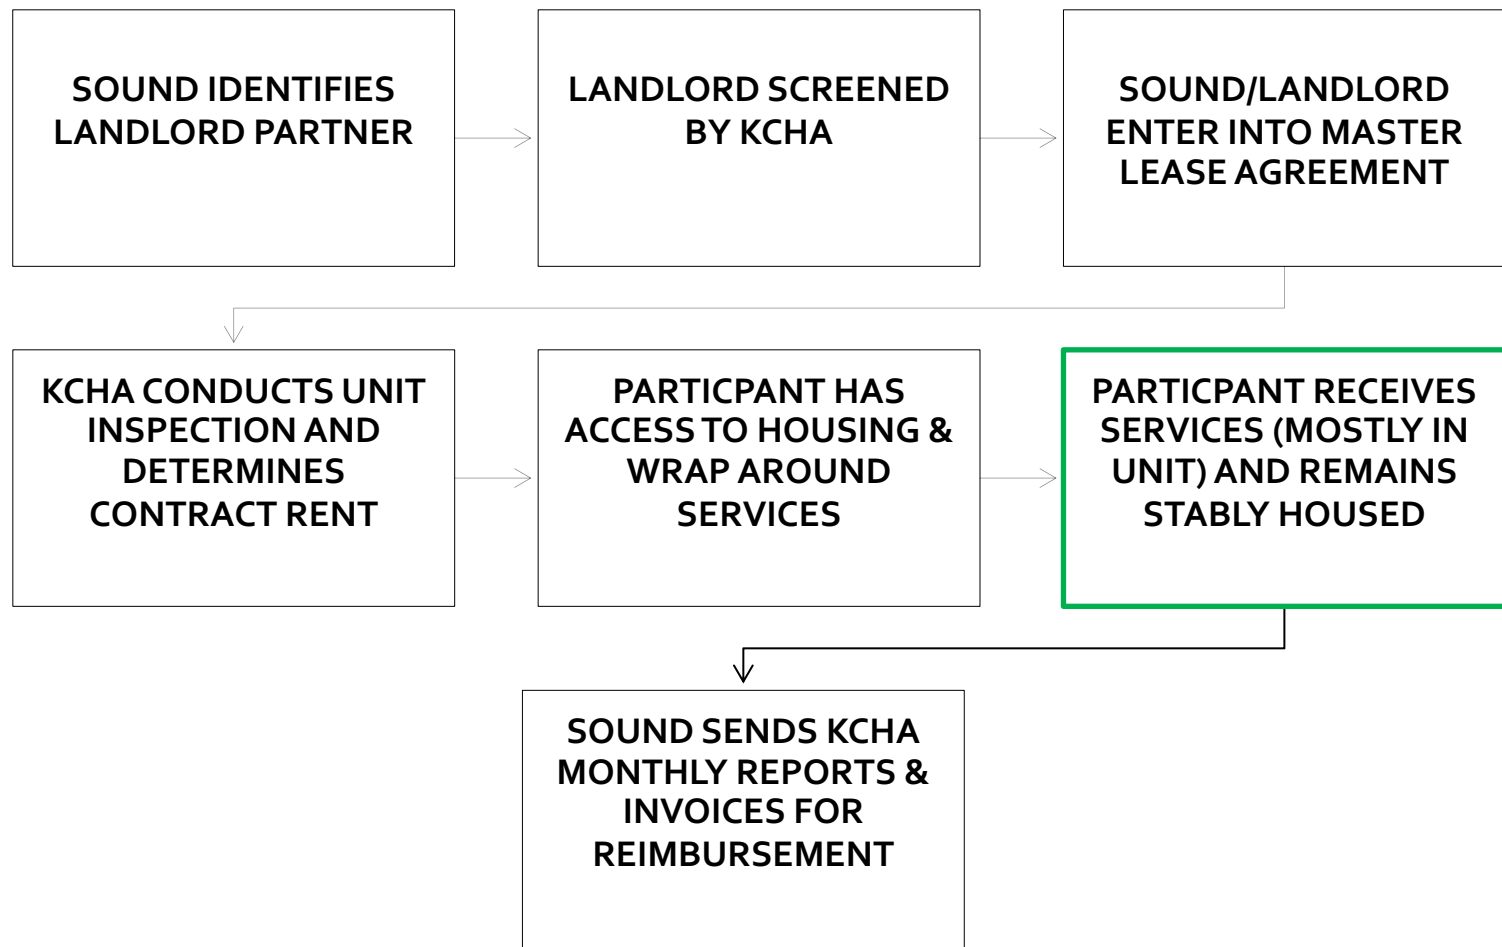 SOUND IDENTIFIES
LANDLORD PARTNER
LANDLORD SCREENED
BY KCHA
SOUND/LANDLORD
ENTER INTO MASTER
LEASE AGREEMENT
KCHA CONDUCTS UNIT
INSPECTION AND
DETERMINES
CONTRACT RENT
PARTICPANT HAS
ACCESS TO HOUSING &
WRAP AROUND
SERVICES
PARTICPANT RECEIVES
SERVICES (MOSTLY IN
UNIT) AND REMAINS
STABLY HOUSED
SOUND SENDS KCHA
MONTHLY REPORTS &
INVOICES FOR
REIMBURSEMENT